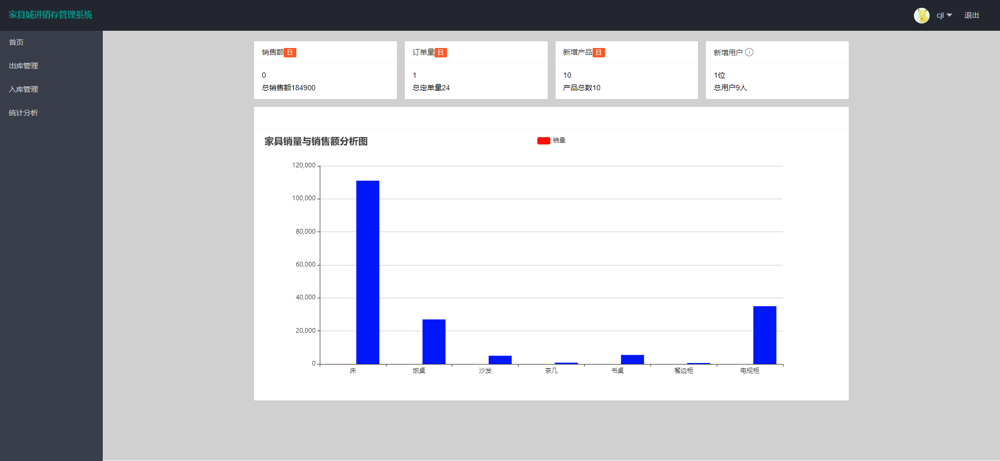 家具城进销存管理系统
cjl 退出
首页
出库管理
入库管理
统计分析
销售额 日
0
总销售额184900
订单量 日
1
总定单量24
新增产品 日
10
产品总数10
新增用户
1位
总用户9人
家具销量与销售额分析图
销量
120,000
100,000
80,000
60,000
40,000
20,000
0
床 饭桌 沙发 茶几 书桌 餐边柜 电视柜